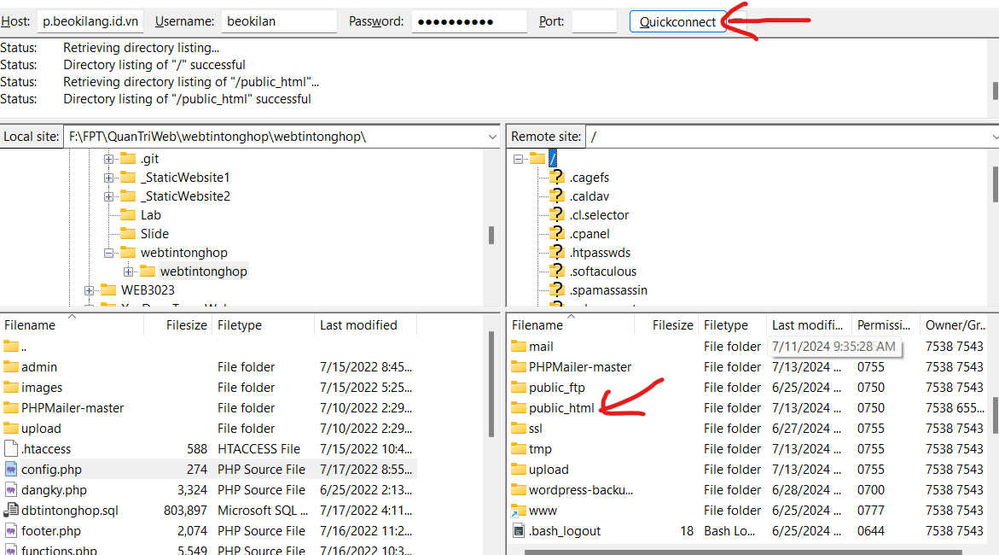 Host: p.beokilang.id.vn Username: beokilan Password: ●●●●●●●●●● Port: Quickconnect
Status: Retrieving directory listing...
Status: Directory listing of "/" successful
Status: Retrieving directory listing of "/public_html"...
Status: Directory listing of "/public_html" successful
Local site: F:\FPT\QuanTriWeb\webtintonghop\webtintonghop\
.git
_StaticWebsite1
_StaticWebsite2
Lab
Slide
webtintonghop
webtintonghop
WEB3023
Remote site: /
/
.cagefs
.caldav
.cl.selector
.cpanel
.htpasswds
.softaculous
.spamassassin
Filename Filesize Filetype Last modified
..
admin File folder 7/15/2022 8:45...
images File folder 7/15/2022 5:25...
PHPMailer-master File folder 7/10/2022 2:29...
upload File folder 7/10/2022 2:29...
.htaccess 588 HTACCESS File 7/15/2022 10:4...
config.php 274 PHP Source File 7/17/2022 8:55...
dangky.php 3,324 PHP Source File 6/25/2022 2:13...
dbtintonghop.sql 803,897 Microsoft SQL ... 7/17/2022 4:11...
footer.php 2,074 PHP Source File 7/16/2022 11:2...
functions.php 5,549 PHP Source File 7/16/2022 10:3...
Filename Filesize Filetype Last modifi... Permissi... Owner/Gr...
mail File folder 7/11/2024 9:35:28 AM 7538 7543
PHPMailer-master File folder 7/13/2024 ... 0755 7538 7543
public_ftp File folder 6/25/2024 ... 0750 7538 7543
public_html File folder 7/13/2024 ... 0750 7538 655...
ssl File folder 6/27/2024 ... 0755 7538 7543
tmp File folder 7/13/2024 ... 0755 7538 7543
upload File folder 7/13/2024 ... 0755 7538 7543
wordpress-backu... File folder 6/28/2024 ... 0700 7538 7543
www File folder 6/25/2024 ... 0777 7538 7543
.bash_logout 18 Bash Lo... 6/25/2024 ... 0644 7538 7543